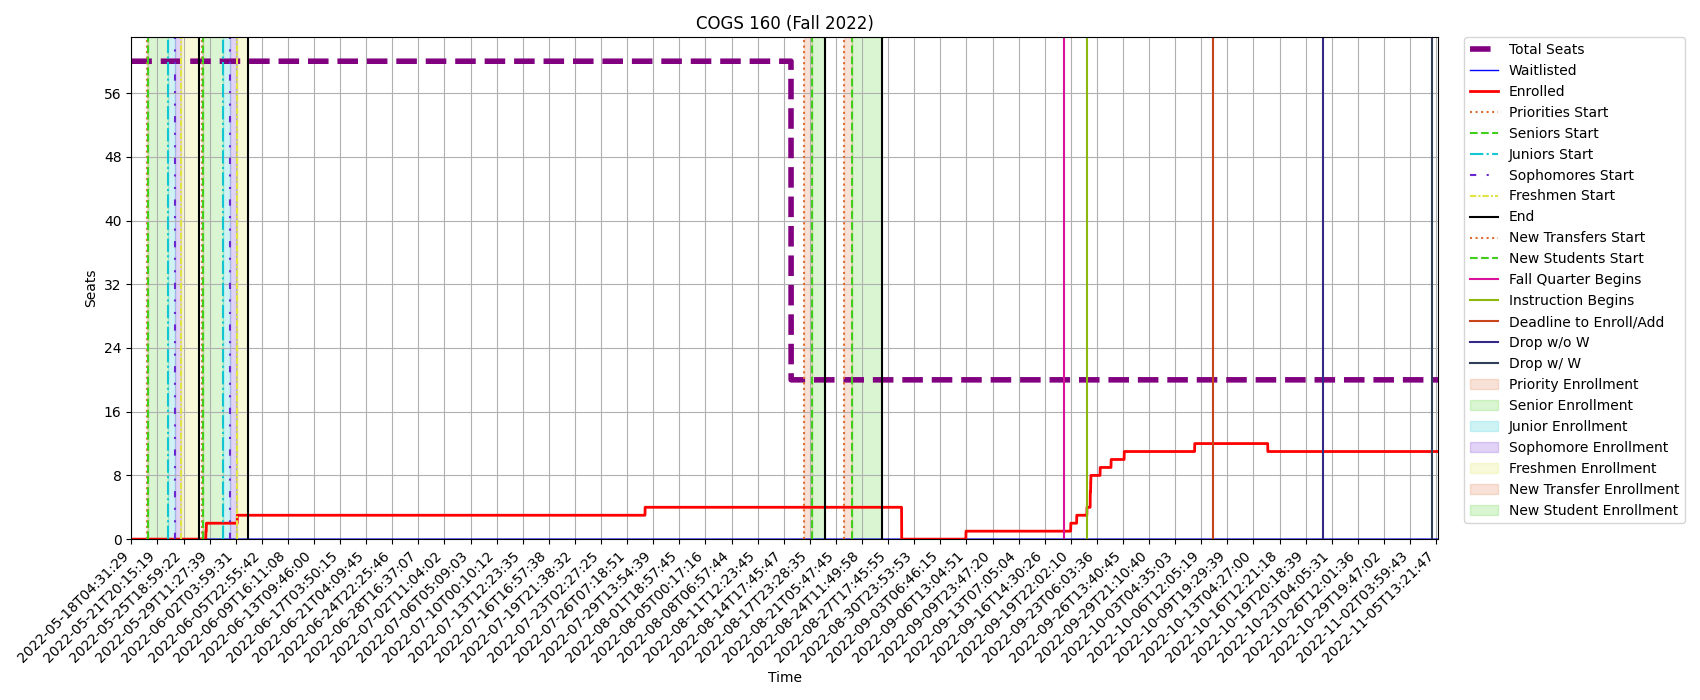 COGS 160 (Fall 2022)
Seats
56
48
40
32
24
16
8
0
2022-05-18T04:31:29
2022-05-21T20:15:19
2022-05-25T18:59:22
2022-05-29T11:27:39
2022-06-02T03:59:31
2022-06-05T22:55:42
2022-06-09T16:11:08
2022-06-13T09:46:00
2022-06-17T03:50:15
2022-06-21T04:09:45
2022-06-24T22:25:46
2022-06-28T16:37:07
2022-07-02T11:04:02
2022-07-06T05:09:03
2022-07-10T00:10:12
2022-07-13T12:23:35
2022-07-16T16:57:38
2022-07-19T21:38:32
2022-07-23T02:27:25
2022-07-26T07:18:51
2022-07-29T13:54:39
2022-08-01T18:57:45
2022-08-05T00:17:16
2022-08-08T06:57:44
2022-08-11T12:23:45
2022-08-14T17:45:47
2022-08-17T23:28:35
2022-08-21T05:47:45
2022-08-24T11:49:58
2022-08-27T17:45:55
2022-08-30T23:53:53
2022-09-03T06:46:15
2022-09-06T13:04:51
2022-09-09T23:47:20
2022-09-13T07:05:04
2022-09-16T14:30:26
2022-09-19T22:02:10
2022-09-23T06:03:36
2022-09-26T13:40:45
2022-09-29T21:10:40
2022-10-03T04:35:03
2022-10-06T12:05:19
2022-10-09T19:29:39
2022-10-13T04:27:00
2022-10-16T12:21:18
2022-10-19T20:18:39
2022-10-23T04:05:31
2022-10-26T12:01:36
2022-10-29T19:47:02
2022-11-02T03:59:43
2022-11-05T13:21:47
Time
Total Seats
Waitlisted
Enrolled
Priorities Start
Seniors Start
Juniors Start
Sophomores Start
Freshmen Start
End
New Transfers Start
New Students Start
Fall Quarter Begins
Instruction Begins
Deadline to Enroll/Add
Drop w/o W
Drop w/ W
Priority Enrollment
Senior Enrollment
Junior Enrollment
Sophomore Enrollment
Freshmen Enrollment
New Transfer Enrollment
New Student Enrollment